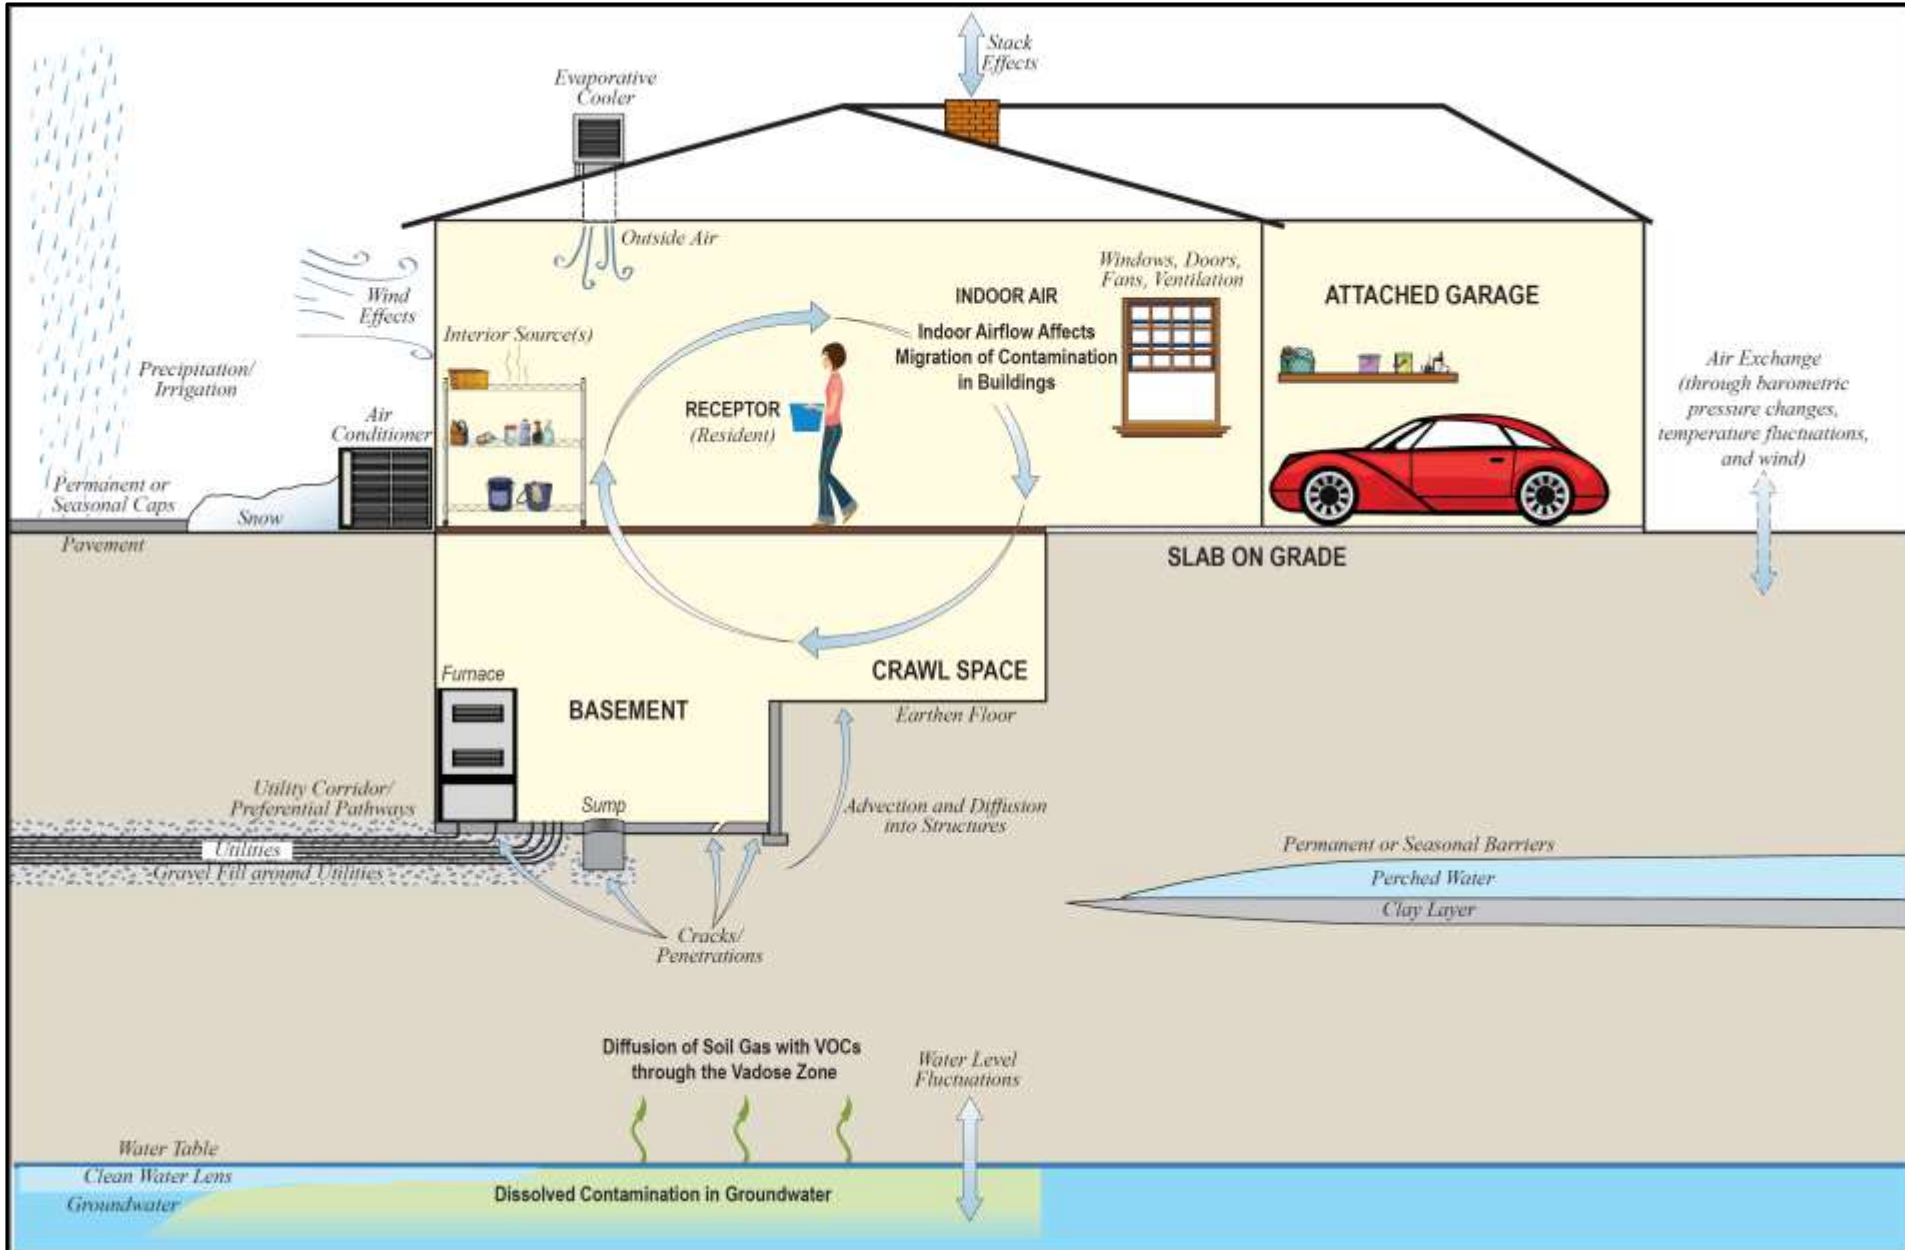 Stack
Effects
Evaporative
Cooler
Outside Air
Wind
Effects
Windows, Doors,
Fans, Ventilation
INDOOR AIR
Indoor Airflow Affects
Migration of Contamination
in Buildings
ATTACHED GARAGE
Interior Source(s)
Precipitation/
Irrigation
Air
Conditioner
RECEPTOR
(Resident)
Air Exchange
(through barometric
pressure changes,
temperature fluctuations,
and wind)
Permanent or
Seasonal Caps
Snow
Pavement
SLAB ON GRADE
Furnace
BASEMENT
CRAWL SPACE
Earthen Floor
Utility Corridor/
Preferential Pathways
Sump
Advection and Diffusion
into Structures
Utilities
Gravel Fill around Utilities
Permanent or Seasonal Barriers
Perched Water
Clay Layer
Cracks/
Penetrations
Diffusion of Soil Gas with VOCs
through the Vadose Zone
Water Level
Fluctuations
Water Table
Clean Water Lens
Groundwater
Dissolved Contamination in Groundwater